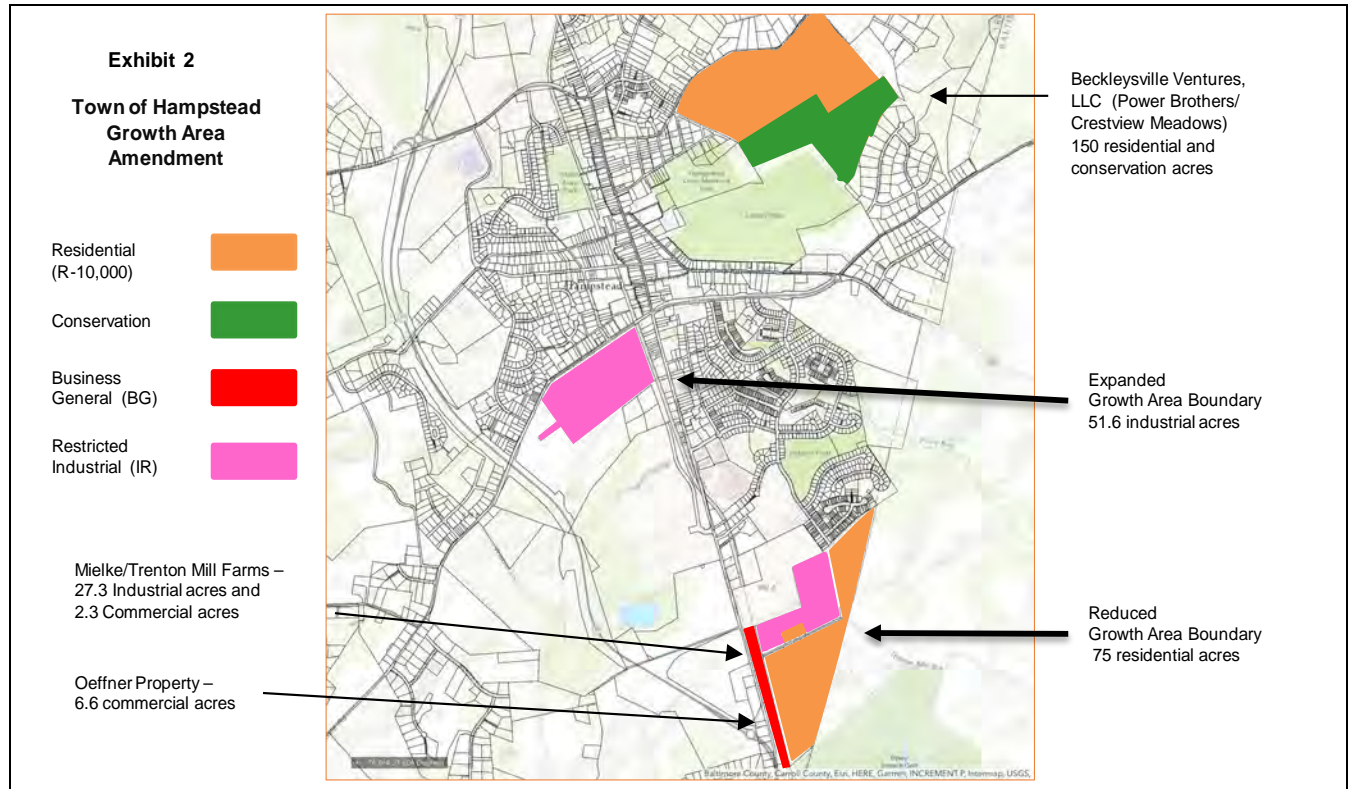 Exhibit 2
Town of Hampstead
Growth Area
Amendment
Residential
(R-10,000)
Conservation
Business
General (BG)
Restricted
Industrial (IR)
Mielke/Trenton Mill Farms –
27.3 Industrial acres and
2.3 Commercial acres
Oeffner Property –
6.6 commercial acres
Hampstead
Beckleysville Ventures,
LLC (Power Brothers/
Crestview Meadows)
150 residential and
conservation acres
Expanded
Growth Area Boundary
51.6 industrial acres
Reduced
Growth Area Boundary
75 residential acres
Baltimore County, Carroll County, Esri, HERE, Garmin, INCREMENT P, Intermap, USGS,